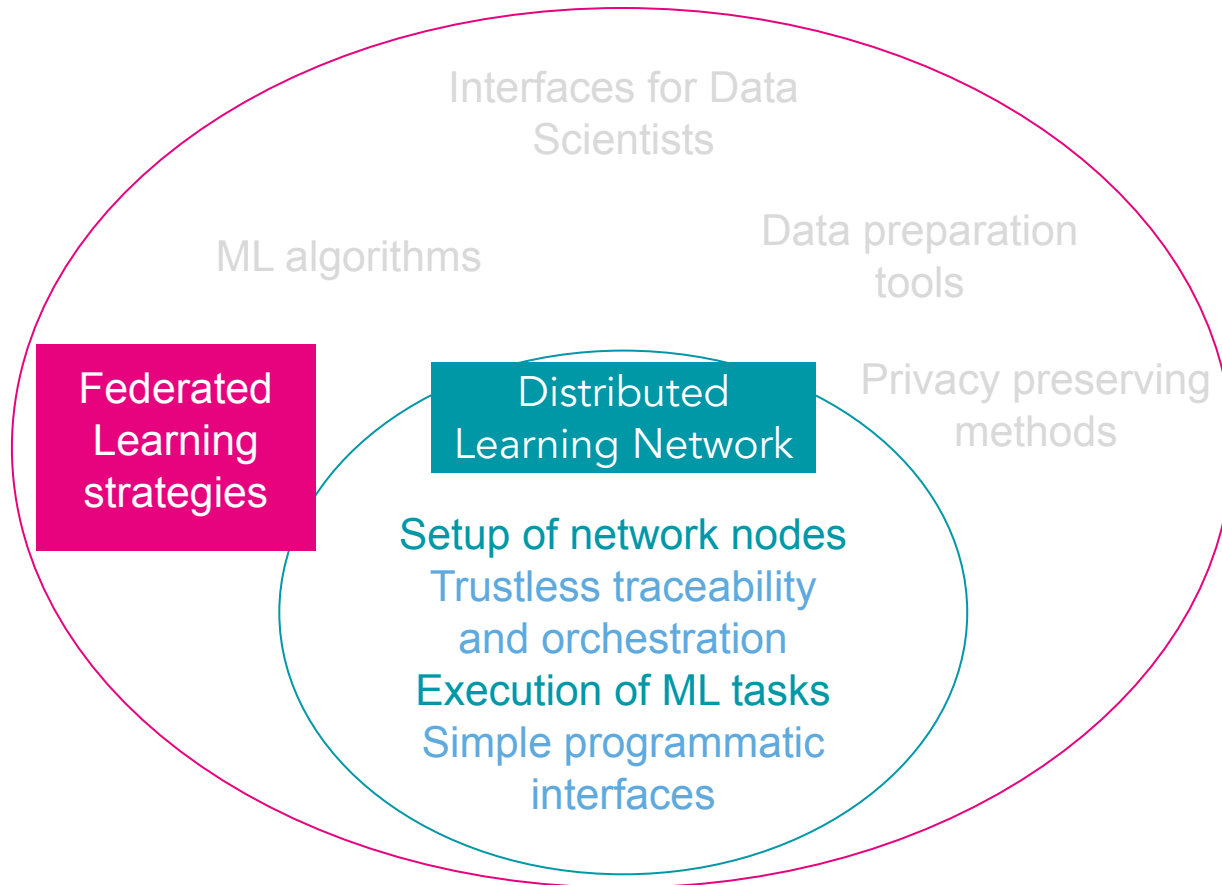 Interfaces for Data
Scientists
ML algorithms
Data preparation
tools
Privacy preserving
methods
Federated
Learning
strategies
Distributed
Learning Network
Setup of network nodes
Trustless traceability
and orchestration
Execution of ML tasks
Simple programmatic
interfaces